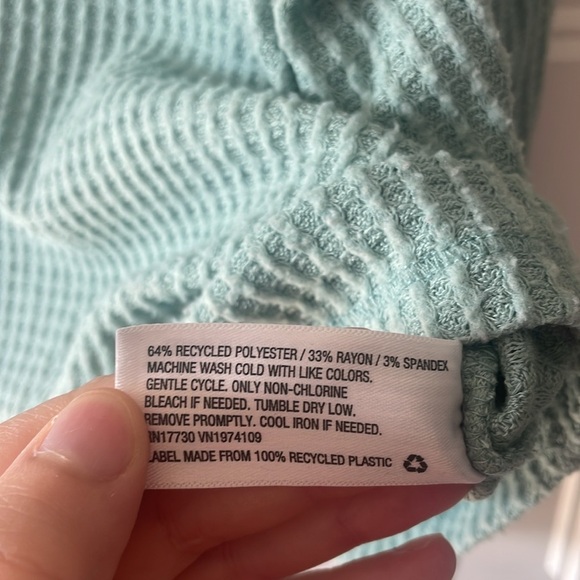 64% RECYCLED POLYESTER / 33% RAYON / 3% SPANDEX
MACHINE WASH COLD WITH LIKE COLORS.
GENTLE CYCLE. ONLY NON-CHLORINE
BLEACH IF NEEDED. TUMBLE DRY LOW.
REMOVE PROMPTLY. COOL IRON IF NEEDED.
RN17730 VN1974109
LABEL MADE FROM 100% RECYCLED PLASTIC